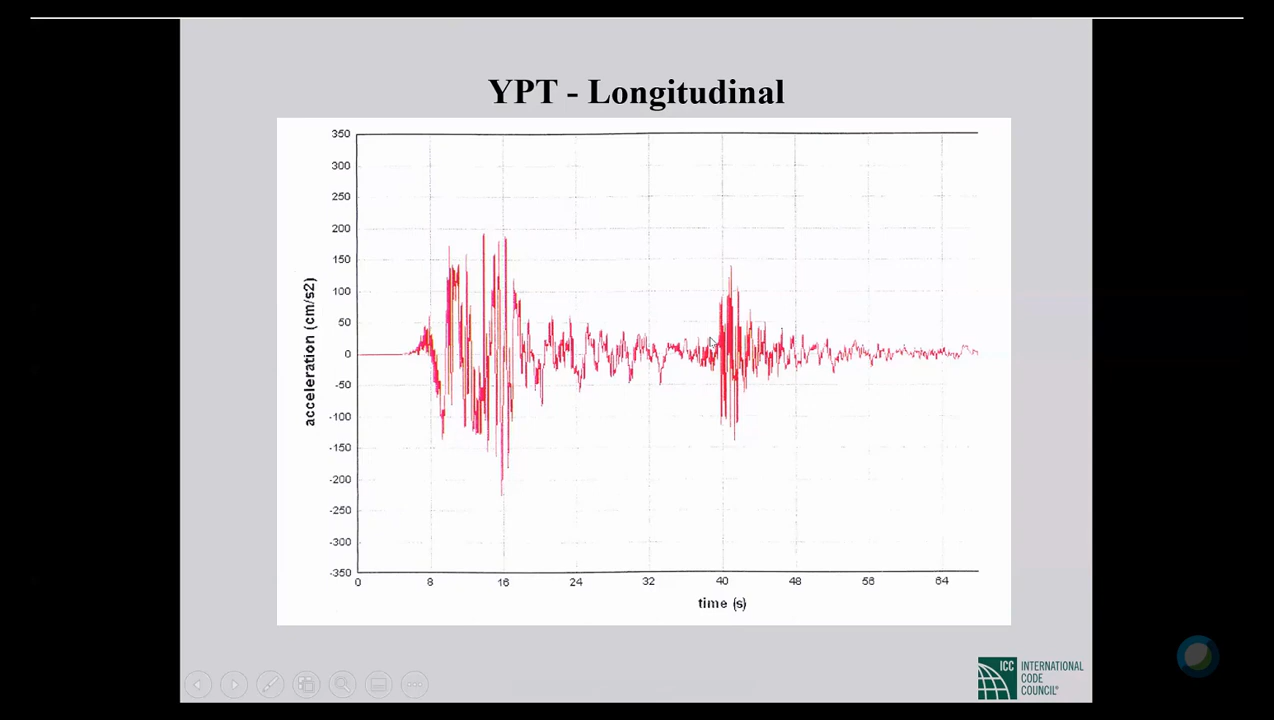 YPT - Longitudinal
350
300
250
200
150
100
50
0
-50
-100
-150
-200
-250
-300
-350
acceleration (cm/s2)
0 8 16 24 32 40 48 56 64
time (s)
ICC INTERNATIONAL
CODE
COUNCIL®